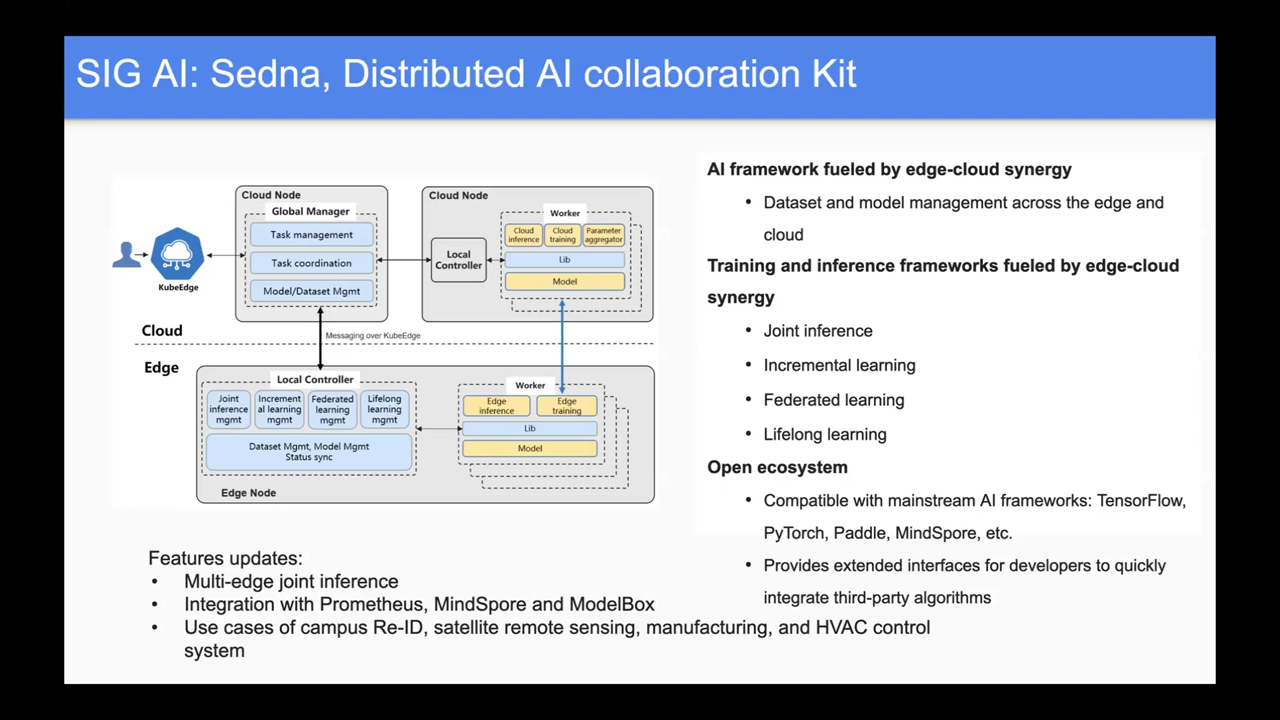 SIG AI: Sedna, Distributed AI collaboration Kit
Cloud Node
Global Manager
Task management
Task coordination
Model/Dataset Mgmt
KubeEdge
Cloud Node
Worker
Cloud
inference
Cloud
training
Parameter
aggregator
Local
Controller
Lib
Model
Cloud
Messaging over KubeEdge
Edge
Local Controller
Joint
inference
mgmt
Increment
al learning
mgmt
Federated
learning
mgmt
Lifelong
learning
mgmt
Dataset Mgmt, Model Mgmt
Status sync
Worker
Edge
inference
Edge
training
Lib
Model
Edge Node
AI framework fueled by edge-cloud synergy
• Dataset and model management across the edge and
cloud
Training and inference frameworks fueled by edge-cloud
synergy
• Joint inference
• Incremental learning
• Federated learning
• Lifelong learning
Open ecosystem
• Compatible with mainstream AI frameworks: TensorFlow,
PyTorch, Paddle, MindSpore, etc.
• Provides extended interfaces for developers to quickly
integrate third-party algorithms
Features updates:
• Multi-edge joint inference
• Integration with Prometheus, MindSpore and ModelBox
• Use cases of campus Re-ID, satellite remote sensing, manufacturing, and HVAC control
system